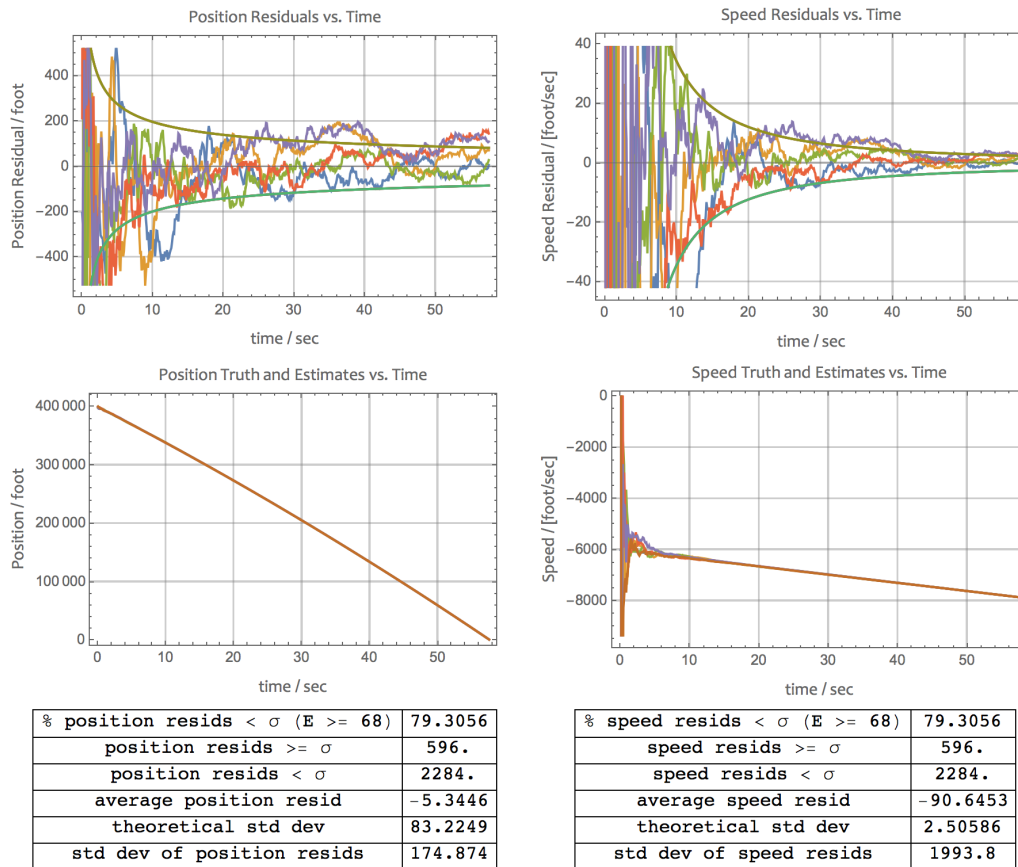 Position Residuals vs. Time
Position Residual / foot
400
200
0
−200
−400
0 10 20 30 40 50
time / sec
Speed Residuals vs. Time
Speed Residual / [foot/sec]
40
20
0
−20
−40
0 10 20 30 40 50
time / sec
Position Truth and Estimates vs. Time
Position / foot
400 000
300 000
200 000
100 000
0
0 10 20 30 40 50
time / sec
Speed Truth and Estimates vs. Time
Speed / [foot/sec]
0
−2000
−4000
−6000
−8000
0 10 20 30 40 50
time / sec
% position resids < σ (E >= 68) 79.3056
position resids >= σ 596.
position resids < σ 2284.
average position resid −5.3446
theoretical std dev 83.2249
std dev of position resids 174.874
% speed resids < σ (E >= 68) 79.3056
speed resids >= σ 596.
speed resids < σ 2284.
average speed resid −90.6453
theoretical std dev 2.50586
std dev of speed resids 1993.8